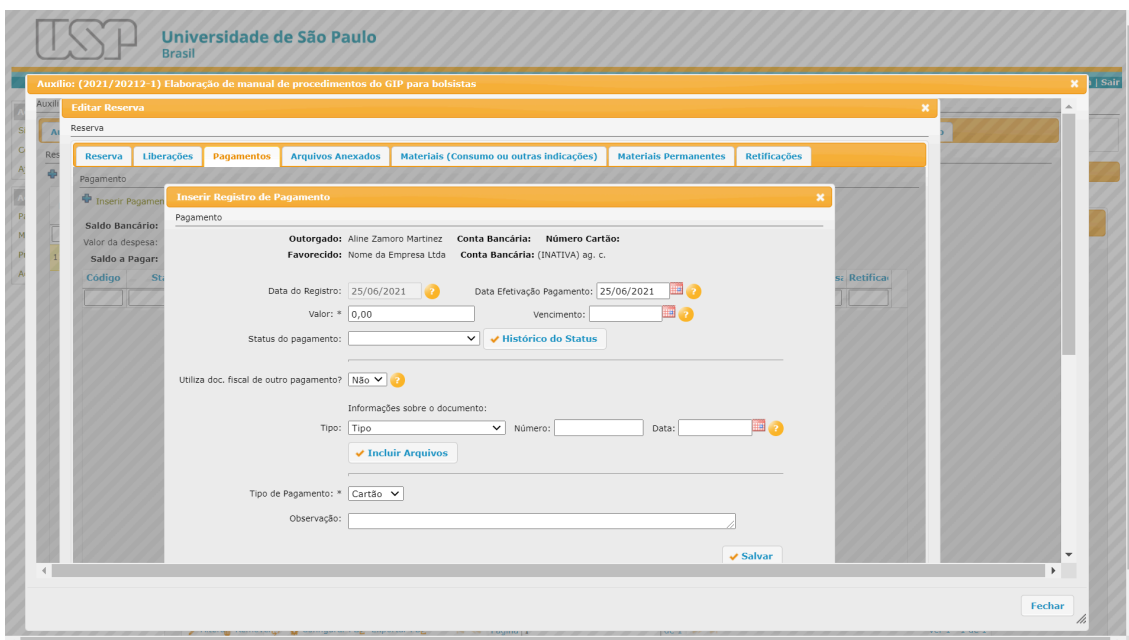 USP Universidade de São Paulo
Brasil
Auxílio: (2021/20212-1) Elaboração de manual de procedimentos do GIP para bolsistas
Sair
Editar Reserva
Reserva
Reserva Liberações Pagamentos Arquivos Anexados Materiais (Consumo ou outras indicações) Materiais Permanentes Retificações
Pagamento
Inserir Pagamen
Inserir Registro de Pagamento
Pagamento
Saldo Bancário:
Valor da despesa:
Saldo a Pagar:
Código Sta
Retifica
Outorgado: Aline Zamoro Martinez Conta Bancária: Número Cartão:
Favorecido: Nome da Empresa Ltda Conta Bancária: (INATIVA) ag. c.
Data do Registro: 25/06/2021 ? Data Efetivação Pagamento: 25/06/2021 ?
Valor: * 0,00 Vencimento: ?
Status do pagamento: Histórico do Status
Utiliza doc. fiscal de outro pagamento? Não ?
Informações sobre o documento:
Tipo: Tipo Número: Data: ?
Incluir Arquivos
Tipo de Pagamento: * Cartão
Observação:
Salvar
Fechar